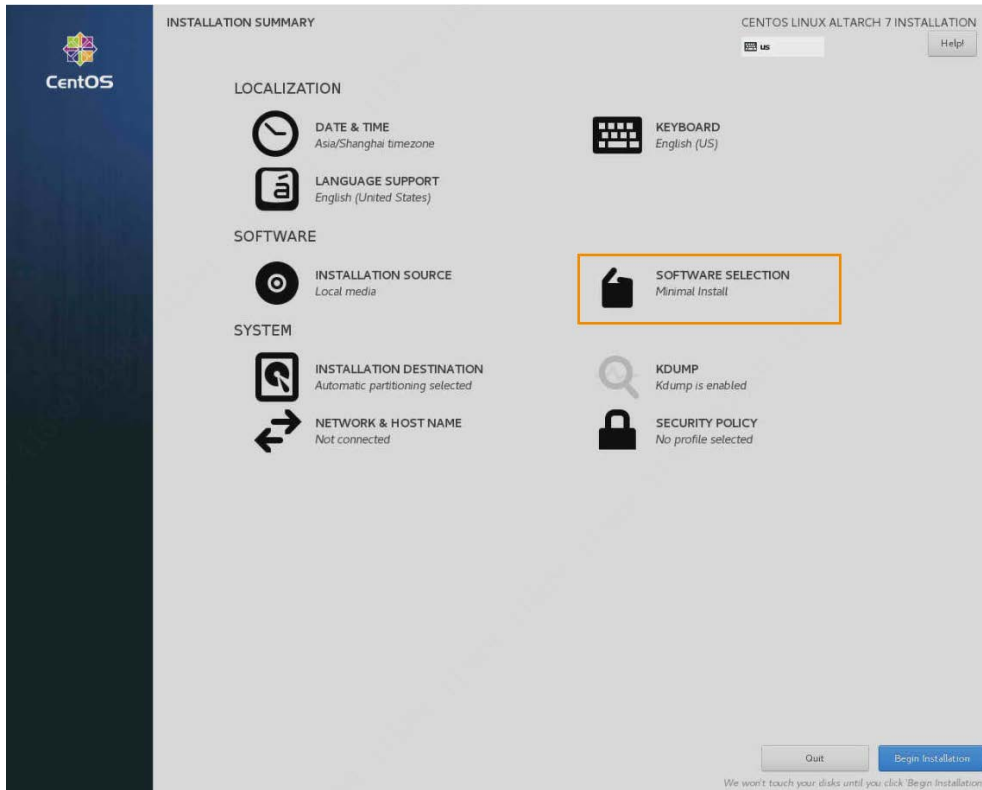 INSTALLATION SUMMARY
CENTOS LINUX ALTARCH 7 INSTALLATION
us
Help!
CentOS
LOCALIZATION
DATE & TIME
Asia/Shanghai timezone
KEYBOARD
English (US)
LANGUAGE SUPPORT
English (United States)
SOFTWARE
INSTALLATION SOURCE
Local media
SOFTWARE SELECTION
Minimal Install
SYSTEM
INSTALLATION DESTINATION
Automatic partitioning selected
KDUMP
Kdump is enabled
NETWORK & HOST NAME
Not connected
SECURITY POLICY
No profile selected
Quit
Begin Installation
We won't touch your disks until you click 'Begin Installation